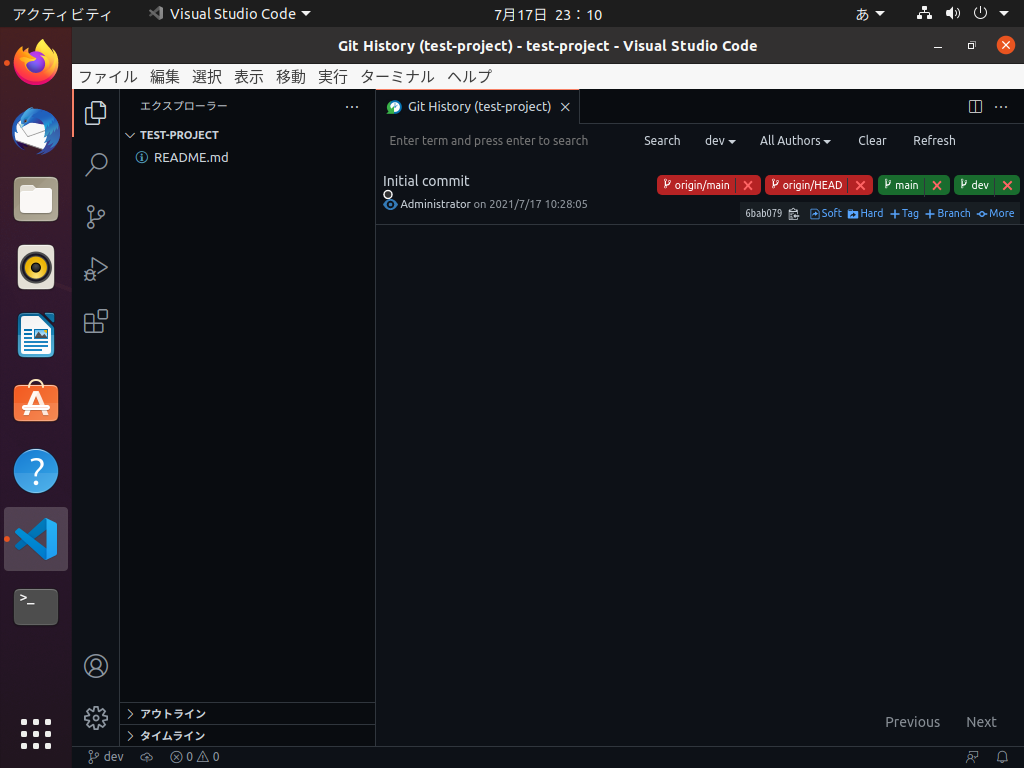 アクティビティ Visual Studio Code 7月17日 23：10 あ
Git History (test-project) - test-project - Visual Studio Code
ファイル 編集 選択 表示 移動 実行 ターミナル ヘルプ
エクスプローラー
TEST-PROJECT
README.md
アウトライン
タイムライン
Git History (test-project)
Enter term and press enter to search Search dev All Authors Clear Refresh
Initial commit origin/main origin/HEAD main dev
Administrator on 2021/7/17 10:28:05 6bab079 Soft Hard Tag Branch More
Previous Next
dev 0 0